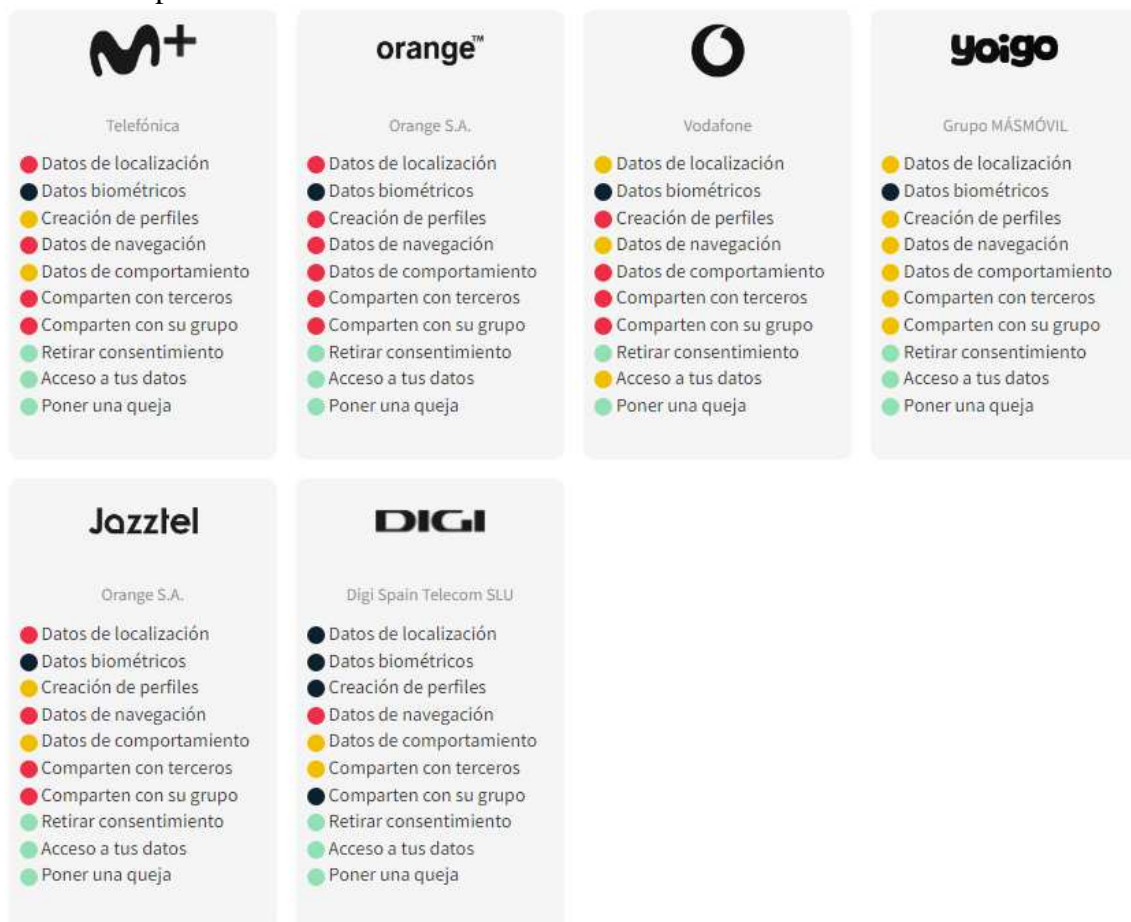 M+
orange™
yoigo
Telefónica
Orange S.A.
Vodafone
Grupo MÁSMÓVIL
Datos de localización
Datos biométricos
Creación de perfiles
Datos de navegación
Datos de comportamiento
Comparten con terceros
Comparten con su grupo
Retirar consentimiento
Acceso a tus datos
Poner una queja
Datos de localización
Datos biométricos
Creación de perfiles
Datos de navegación
Datos de comportamiento
Comparten con terceros
Comparten con su grupo
Retirar consentimiento
Acceso a tus datos
Poner una queja
Datos de localización
Datos biométricos
Creación de perfiles
Datos de navegación
Datos de comportamiento
Comparten con terceros
Comparten con su grupo
Retirar consentimiento
Acceso a tus datos
Poner una queja
Datos de localización
Datos biométricos
Creación de perfiles
Datos de navegación
Datos de comportamiento
Comparten con terceros
Comparten con su grupo
Retirar consentimiento
Acceso a tus datos
Poner una queja
Jazztel
DIGI
Orange S.A.
Digi Spain Telecom SLU
Datos de localización
Datos biométricos
Creación de perfiles
Datos de navegación
Datos de comportamiento
Comparten con terceros
Comparten con su grupo
Retirar consentimiento
Acceso a tus datos
Poner una queja
Datos de localización
Datos biométricos
Creación de perfiles
Datos de navegación
Datos de comportamiento
Comparten con terceros
Comparten con su grupo
Retirar consentimiento
Acceso a tus datos
Poner una queja